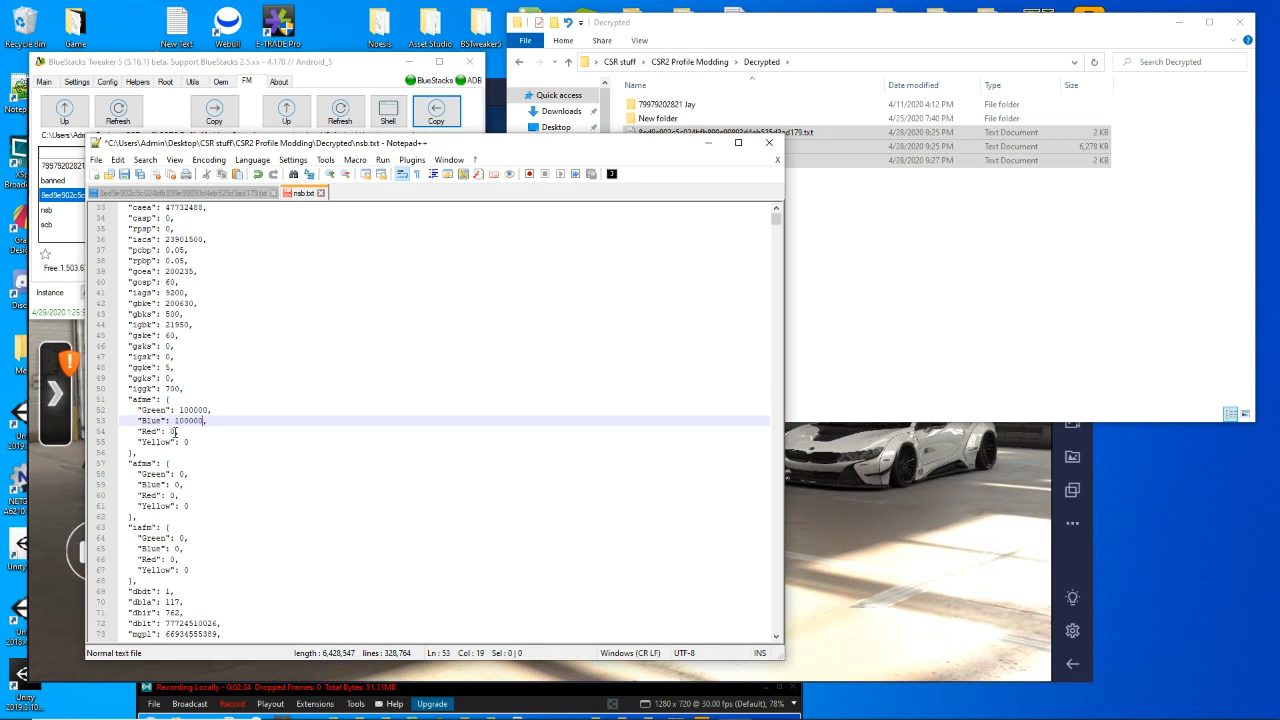 Recycle Bin
Game
New Text
Webull
E-TRADE Pro
Noesis
Asset Studio
BSTweaker5
BlueStacks Tweaker 5 (5.16.1) beta. Support BlueStacks 2.5.xx - 4.170 // Android_5
Main Settings Config Helpers Root Utils Oem FM About
BlueStacks ADB
Up Refresh Copy Up Refresh Shell Copy
Decrypted
File Home Share View
CSR stuff > CSR2 Profile Modding > Decrypted >
Search Decrypted
Quick access
Downloads
Desktop
Name Date modified Type Size
79979202821 Jay 4/11/2020 4:12 PM File folder
New folder 4/25/2020 7:40 PM File folder
4/28/2020 9:25 PM Text Document 2 KB
4/28/2020 9:25 PM Text Document 6,278 KB
4/28/2020 9:27 PM Text Document 2 KB
banned
nsb
scb
Instance
*C:\Users\Admin\Desktop\CSR stuff\CSR2 Profile Modding\Decrypted\nsb.txt - Notepad++
File Edit Search View Encoding Language Settings Tools Macro Run Plugins Window ?
X
nsb.txt
33 "caea": 47732488,
34 "casp": 0,
35 "rpsp": 0,
36 "iacs": 23901500,
37 "pcbp": 0.05,
38 "rpbp": 0.05,
39 "goea": 200235,
40 "gosp": 60,
41 "iags": 9200,
42 "gbke": 200630,
43 "gbks": 500,
44 "igbk": 21950,
45 "gske": 60,
46 "gsks": 0,
47 "igsk": 0,
48 "ggke": 5,
49 "ggks": 0,
50 "iggk": 700,
51 "afme": {
52 "Green": 100000,
53 "Blue": 100000,
54 "Red": 0,
55 "Yellow": 0
56 },
57 "afms": {
58 "Green": 0,
59 "Blue": 0,
60 "Red": 0,
61 "Yellow": 0
62 },
63 "iafm": {
64 "Green": 0,
65 "Blue": 0,
66 "Red": 0,
67 "Yellow": 0
68 },
69 "dbdt": 1,
70 "dbla": 117,
71 "dbir": 762,
72 "dblt": 77724510026,
73 "mgpl": 66934555389,
Normal text file length : 6,428,547 lines : 328,764 Ln : 53 Col : 19 Sel : 0 | 0 Windows (CR LF) UTF-8 INS
Recording Locally - 0:02:34 Dropped Frames: 0 Total Bytes: 51.31MB
File Broadcast Record Playout Extensions Tools Help Upgrade
1280 x 720 @ 30.00 fps (Default), 78%
Unity
2019.3.10...